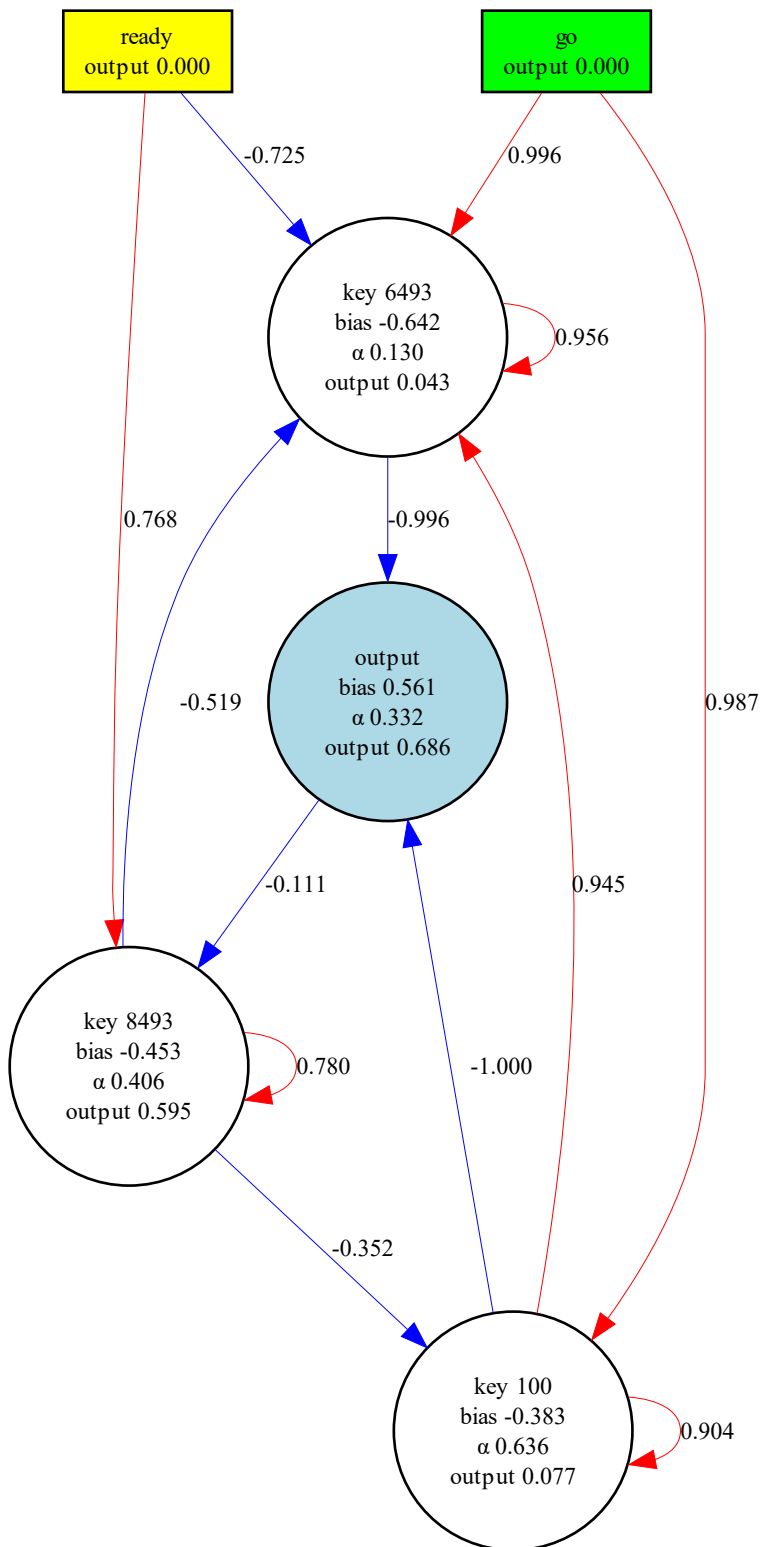 ready
output 0.000
go
output 0.000
-0.725
0.996
key 6493
bias -0.642
α 0.130
output 0.043
0.956
0.768
-0.996
output
bias 0.561
α 0.332
output 0.686
-0.519
0.987
-0.111
0.945
key 8493
bias -0.453
α 0.406
output 0.595
0.780
-1.000
-0.352
key 100
bias -0.383
α 0.636
output 0.077
0.904